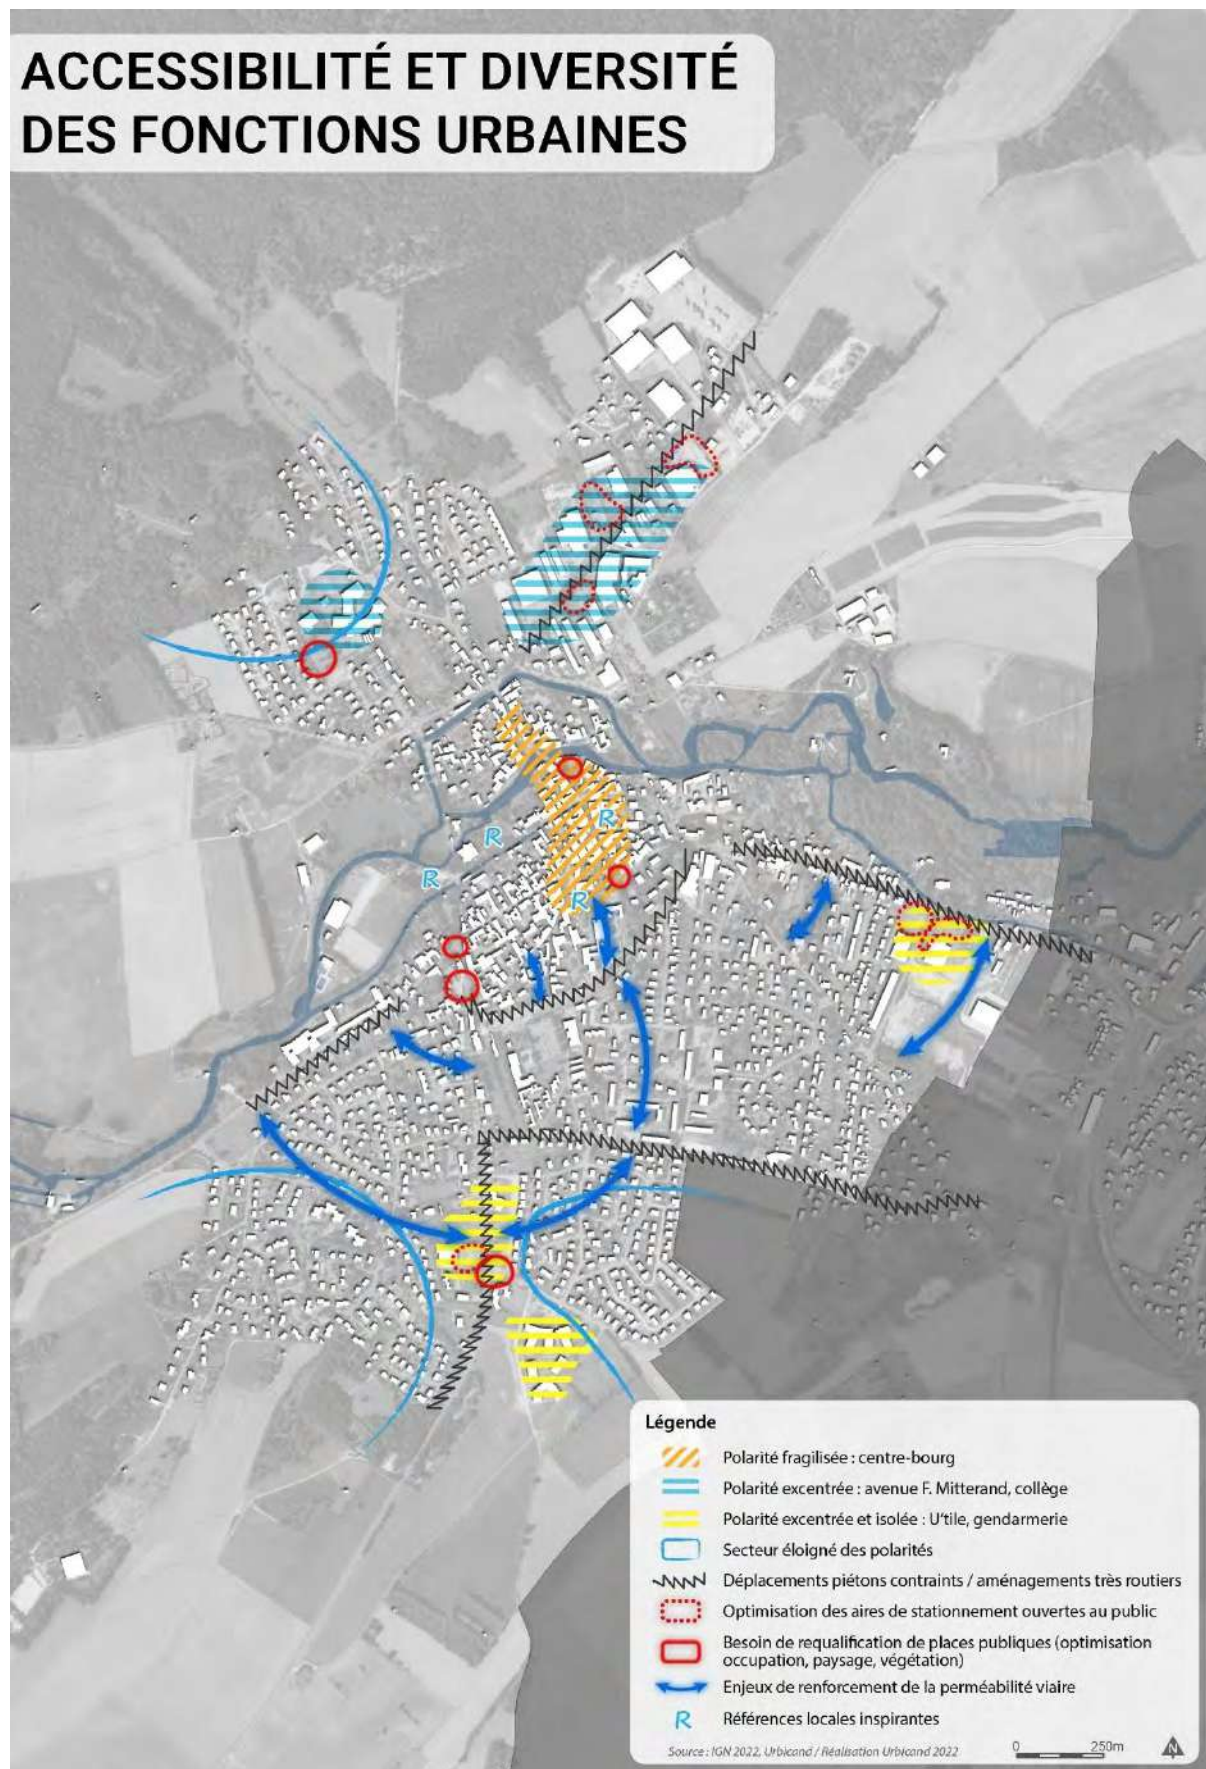 ACCESSIBILITÉ ET DIVERSITÉ
DES FONCTIONS URBAINES
R
R
R
R
Légende
Polarité fragilisée : centre-bourg
Polarité excentrée : avenue F. Mitterand, collège
Polarité excentrée et isolée : U'tile, gendarmerie
Secteur éloigné des polarités
Déplacements piétons contraints / aménagements très routiers
Optimisation des aires de stationnement ouvertes au public
Besoin de requalification de places publiques (optimisation
occupation, paysage, végétation)
Enjeux de renforcement de la perméabilité viaire
R Références locales inspirantes
Source : IGN 2022, Urbicand / Réalisation Urbicand 2022
0 250m
N